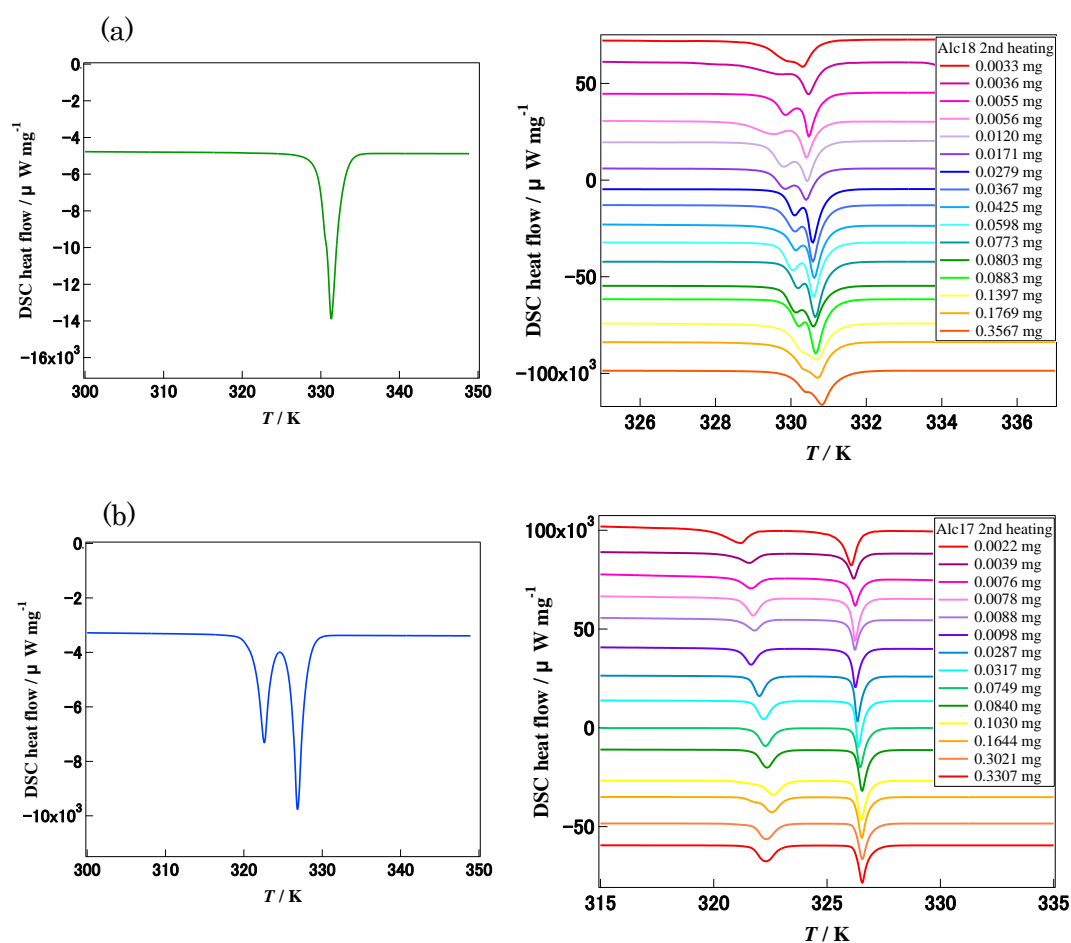 (a)
0
−2
−4
−6
−8
−10
−12
−14
−16x10³
DSC heat flow / μ W mg⁻¹
300
310
320
330
340
350
T / K
50
0
−50
−100x10³
DSC heat flow / μ W mg⁻¹
326
328
330
332
334
336
T / K
Alc18 2nd heating
0.0033 mg
0.0036 mg
0.0055 mg
0.0056 mg
0.0120 mg
0.0171 mg
0.0279 mg
0.0367 mg
0.0425 mg
0.0598 mg
0.0773 mg
0.0803 mg
0.0883 mg
0.1397 mg
0.1769 mg
0.3567 mg
(b)
0
−2
−4
−6
−8
−10x10³
DSC heat flow / μ W mg⁻¹
300
310
320
330
340
350
T / K
100x10³
50
0
−50
DSC heat flow / μ W mg⁻¹
315
320
325
330
335
T / K
Alc17 2nd heating
0.0022 mg
0.0039 mg
0.0076 mg
0.0078 mg
0.0088 mg
0.0098 mg
0.0287 mg
0.0317 mg
0.0749 mg
0.0840 mg
0.1030 mg
0.1644 mg
0.3021 mg
0.3307 mg